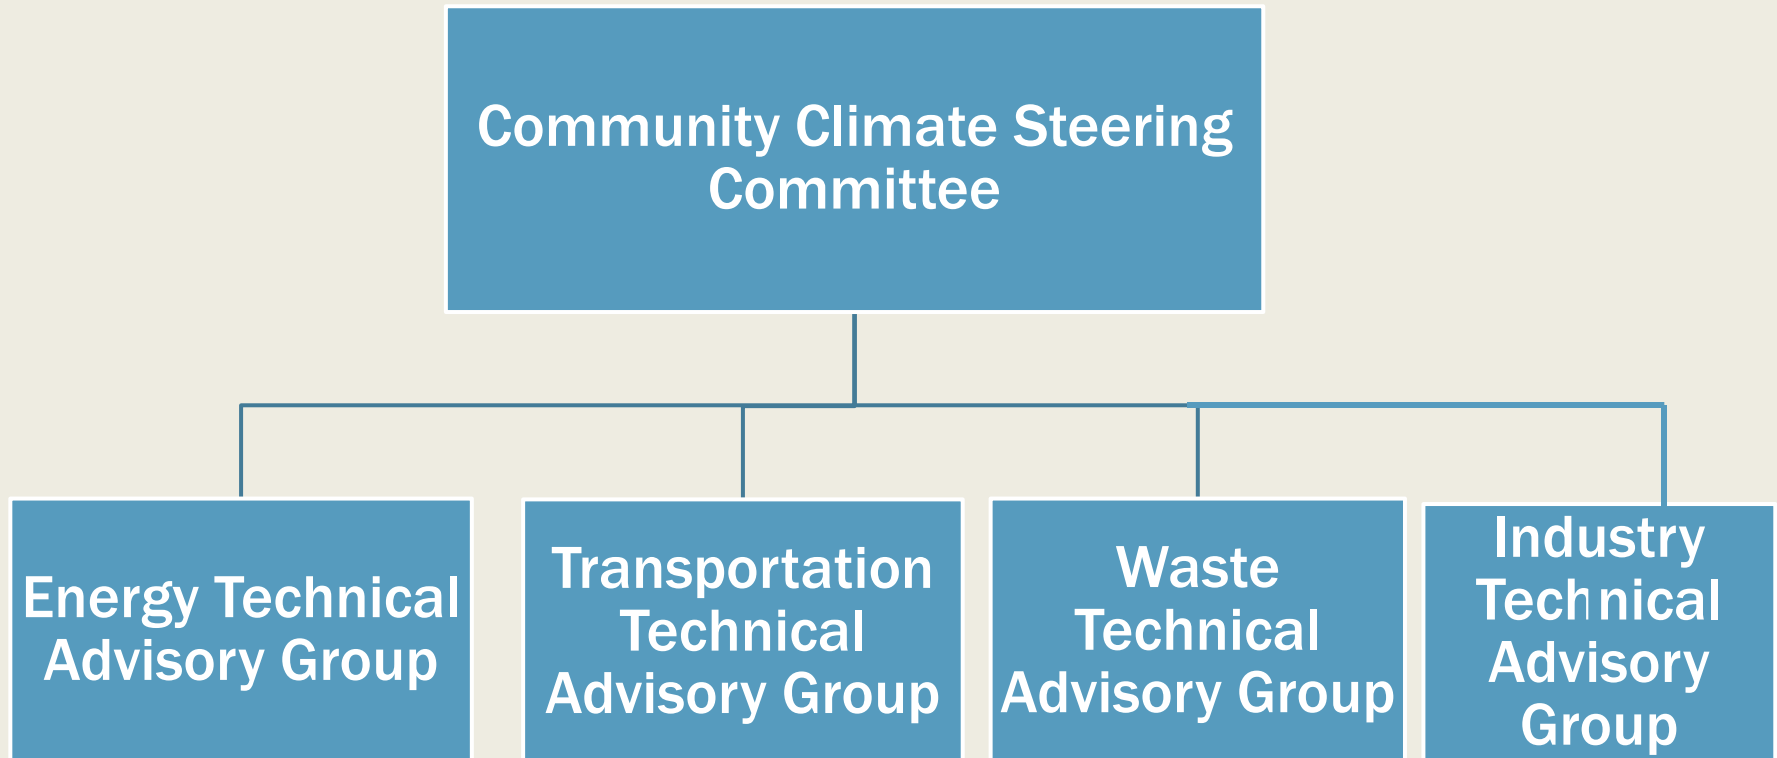 Community Climate Steering
Committee
Energy Technical
Advisory Group
Transportation
Technical
Advisory Group
Waste
Technical
Advisory Group
Industry
Technical
Advisory
Group